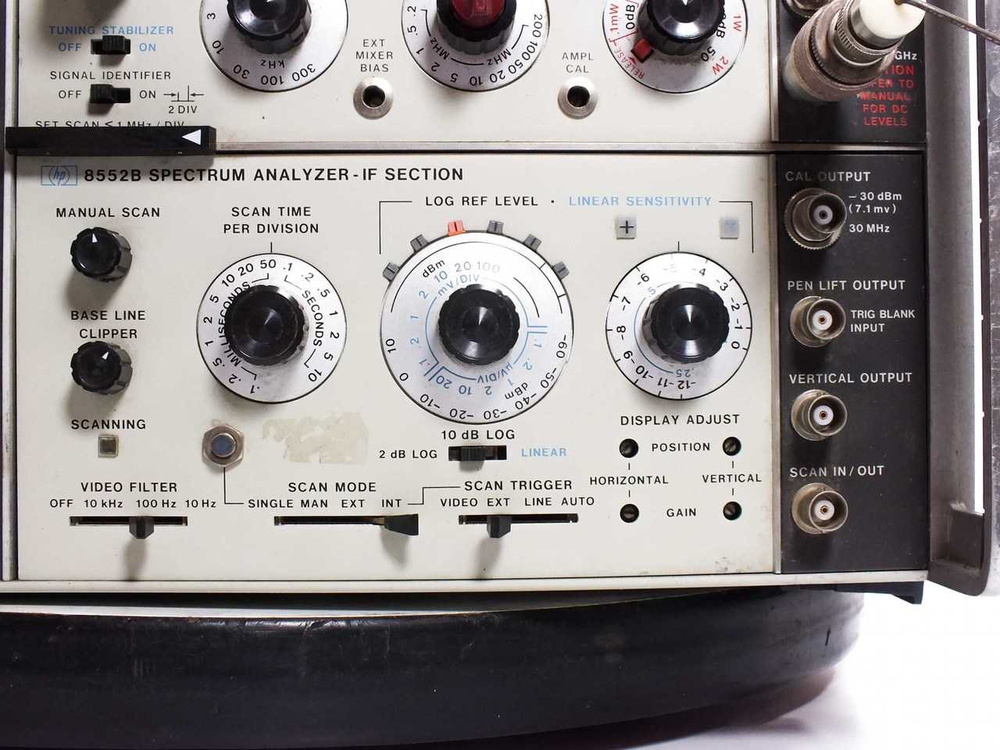 TUNING STABILIZER
OFF ON
SIGNAL IDENTIFIER
OFF ON
2 DIV
SET SCAN ≤ 1 MHz / DIV
3 10 30 100 300
kHz
EXT
MIXER
BIAS
.2 .5 1 2 5 10 20 50 100 200
MHz MHz
AMPL
CAL
.1mW 1W 2W
0dB 50
RELEASE
GHz
MANUAL
FOR DC
LEVELS
hp 8552B SPECTRUM ANALYZER - IF SECTION
MANUAL SCAN
SCAN TIME
PER DIVISION
.1 .2 .5 1 2 5 10 20 50
MILLISECONDS
.1 .2 .5 1 2 5 10
SECONDS
BASE LINE
CLIPPER
SCANNING
LOG REF LEVEL · LINEAR SENSITIVITY
dBm
10 0 -10 -20 -30 -40 -50 -60
dBm
.1 .2 1 2 10 20 100
mV/DIV
.1 .2 1 2 10 20
μV/DIV
+
0 -1 -2 -3 -4 -5 -6 -7 -8 -9 -10 -11 -12
.5 .25
10 dB LOG
2 dB LOG LINEAR
DISPLAY ADJUST
POSITION
HORIZONTAL VERTICAL
GAIN
VIDEO FILTER
OFF 10 kHz 100 Hz 10 Hz
SCAN MODE
SINGLE MAN EXT INT
SCAN TRIGGER
VIDEO EXT LINE AUTO
CAL OUTPUT
-30 dBm
(7.1 mv)
30 MHz
PEN LIFT OUTPUT
TRIG BLANK
INPUT
VERTICAL OUTPUT
SCAN IN / OUT